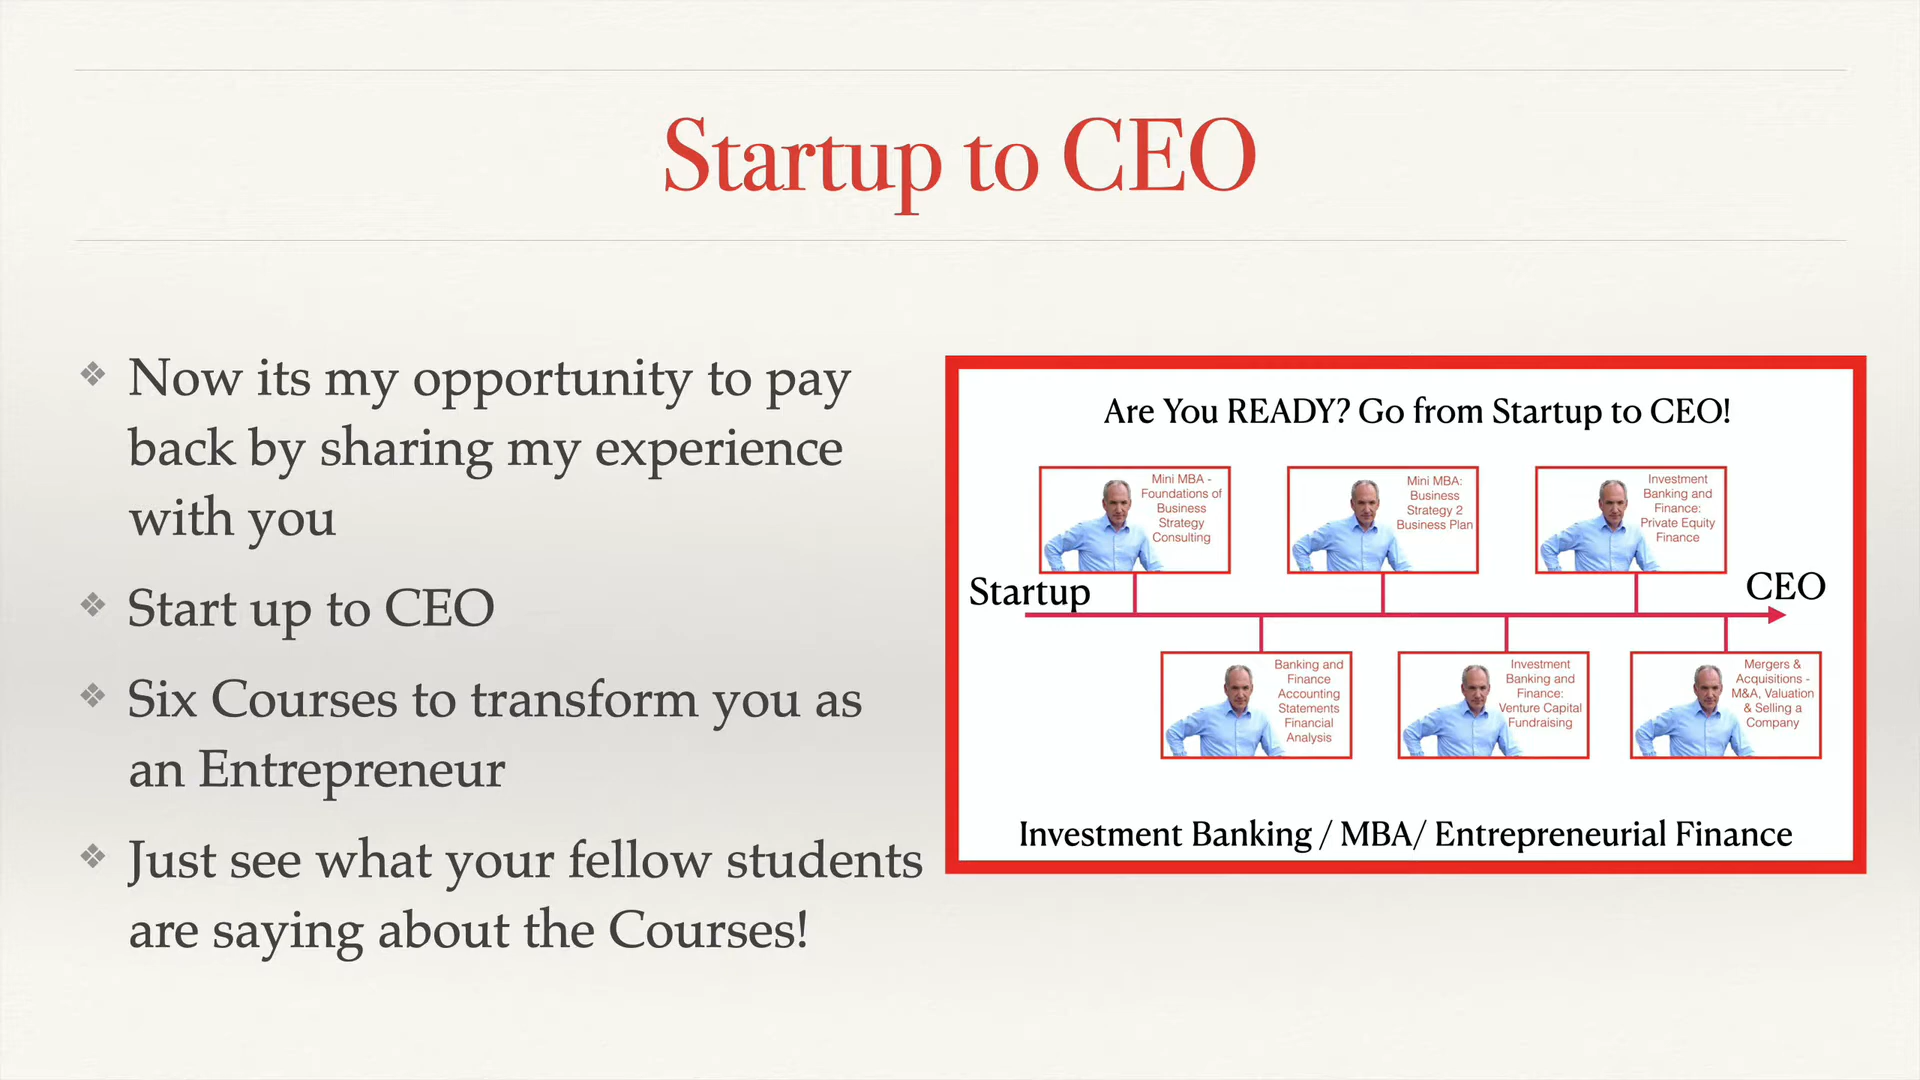 Startup to CEO
❖ Now its my opportunity to pay
back by sharing my experience
with you
❖ Start up to CEO
❖ Six Courses to transform you as
an Entrepreneur
❖ Just see what your fellow students
are saying about the Courses!
Are You READY? Go from Startup to CEO!
Mini MBA -
Foundations of
Business
Strategy
Consulting
Mini MBA:
Business
Strategy 2
Business Plan
Investment
Banking and
Finance:
Private Equity
Finance
Startup
CEO
Banking and
Finance
Accounting
Statements
Financial
Analysis
Investment
Banking and
Finance:
Venture Capital
Fundraising
Mergers &
Acquisitions -
M&A, Valuation
& Selling a
Company
Investment Banking / MBA/ Entrepreneurial Finance